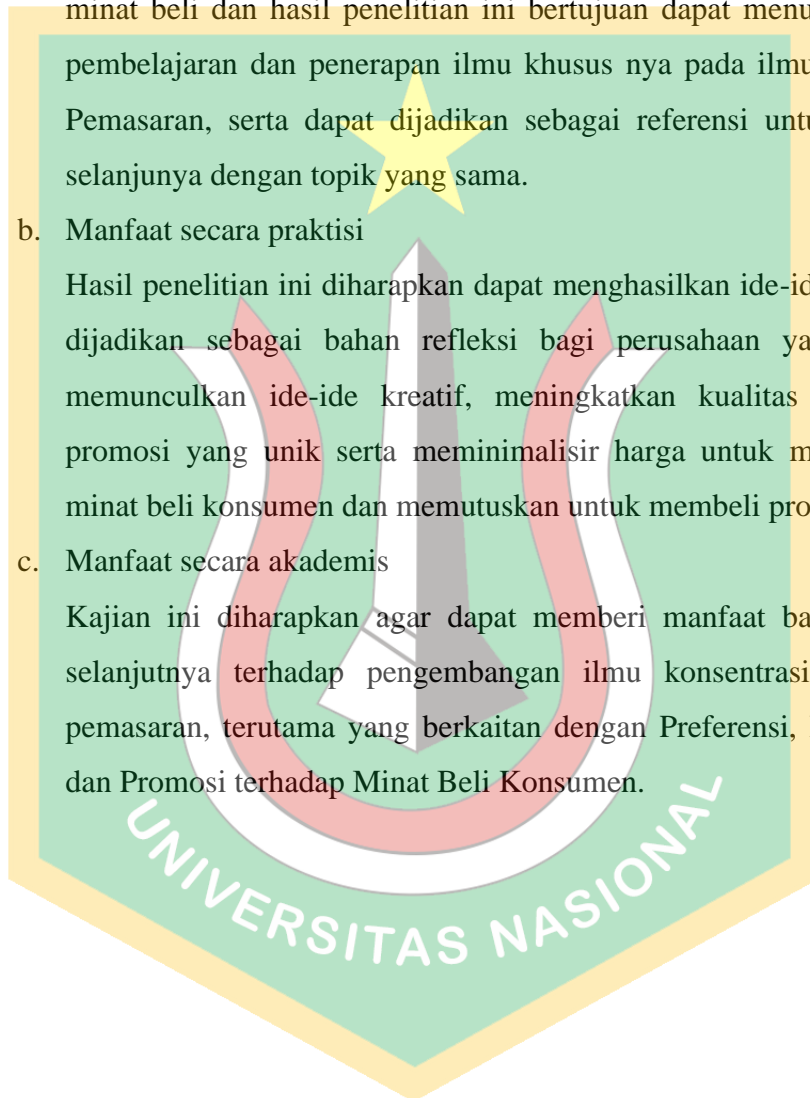 minat beli dan hasil penelitian ini bertujuan dapat menu
pembelajaran dan penerapan ilmu khusus nya pada ilmu
Pemasaran, serta dapat dijadikan sebagai referensi untu
selanjunya dengan topik yang sama.
b. Manfaat secara praktisi
Hasil penelitian ini diharapkan dapat menghasilkan ide-id
dijadikan sebagai bahan refleksi bagi perusahaan ya
memunculkan ide-ide kreatif, meningkatkan kualitas
promosi yang unik serta meminimalisir harga untuk m
minat beli konsumen dan memutuskan untuk membeli pro
c. Manfaat secara akademis
Kajian ini diharapkan agar dapat memberi manfaat ba
selanjutnya terhadap pengembangan ilmu konsentrasi
pemasaran, terutama yang berkaitan dengan Preferensi,
dan Promosi terhadap Minat Beli Konsumen.
UNIVERSITAS NASIONAL